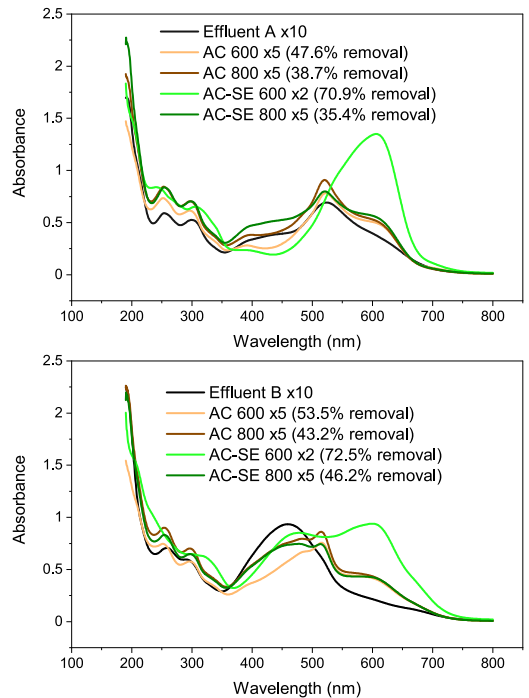 2.5
2
1.5
1
0.5
0
Absorbance
Effluent A x10
AC 600 x5 (47.6% removal)
AC 800 x5 (38.7% removal)
AC-SE 600 x2 (70.9% removal)
AC-SE 800 x5 (35.4% removal)
100 200 300 400 500 600 700 800
Wavelength (nm)
2.5
2
1.5
1
0.5
0
Absorbance
Effluent B x10
AC 600 x5 (53.5% removal)
AC 800 x5 (43.2% removal)
AC-SE 600 x2 (72.5% removal)
AC-SE 800 x5 (46.2% removal)
100 200 300 400 500 600 700 800
Wavelength (nm)